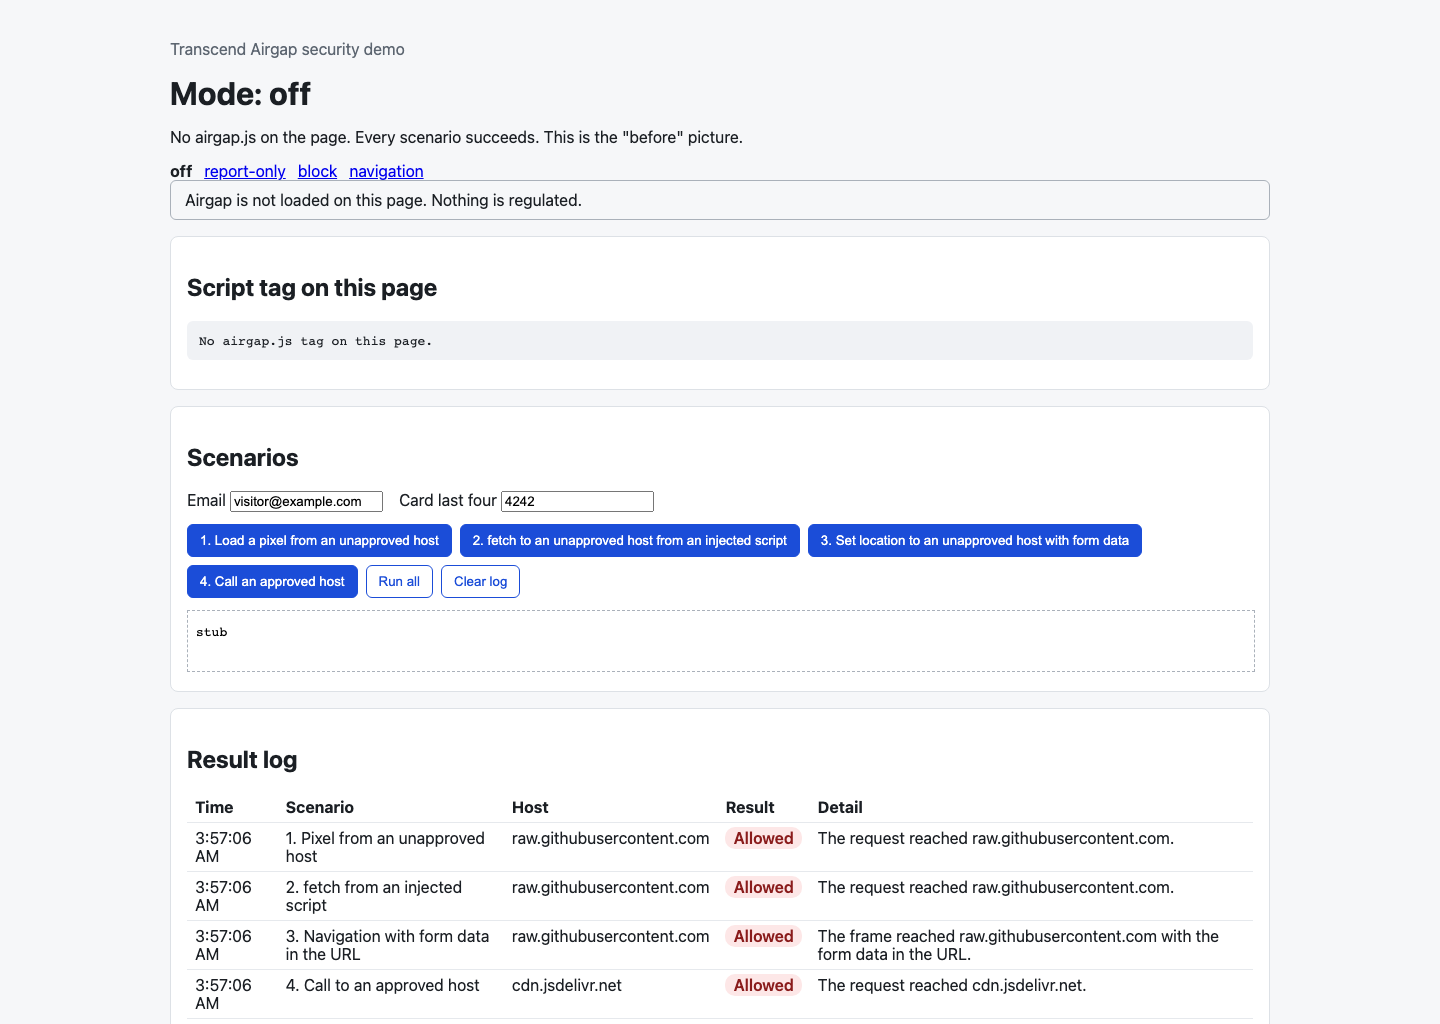 Transcend Airgap security demo
Mode: off
No airgap.js on the page. Every scenario succeeds. This is the "before" picture.
off report-only block navigation
Airgap is not loaded on this page. Nothing is regulated.
Script tag on this page
No airgap.js tag on this page.
Scenarios
Email visitor@example.com Card last four 4242
1. Load a pixel from an unapproved host 2. fetch to an unapproved host from an injected script 3. Set location to an unapproved host with form data
4. Call an approved host Run all Clear log
stub
Result log
Time Scenario Host Result Detail
3:57:06 1. Pixel from an unapproved raw.githubusercontent.com Allowed The request reached raw.githubusercontent.com.
AM host
3:57:06 2. fetch from an injected raw.githubusercontent.com Allowed The request reached raw.githubusercontent.com.
AM script
3:57:06 3. Navigation with form data raw.githubusercontent.com Allowed The frame reached raw.githubusercontent.com with the
AM in the URL form data in the URL.
3:57:06 4. Call to an approved host cdn.jsdelivr.net Allowed The request reached cdn.jsdelivr.net.
AM